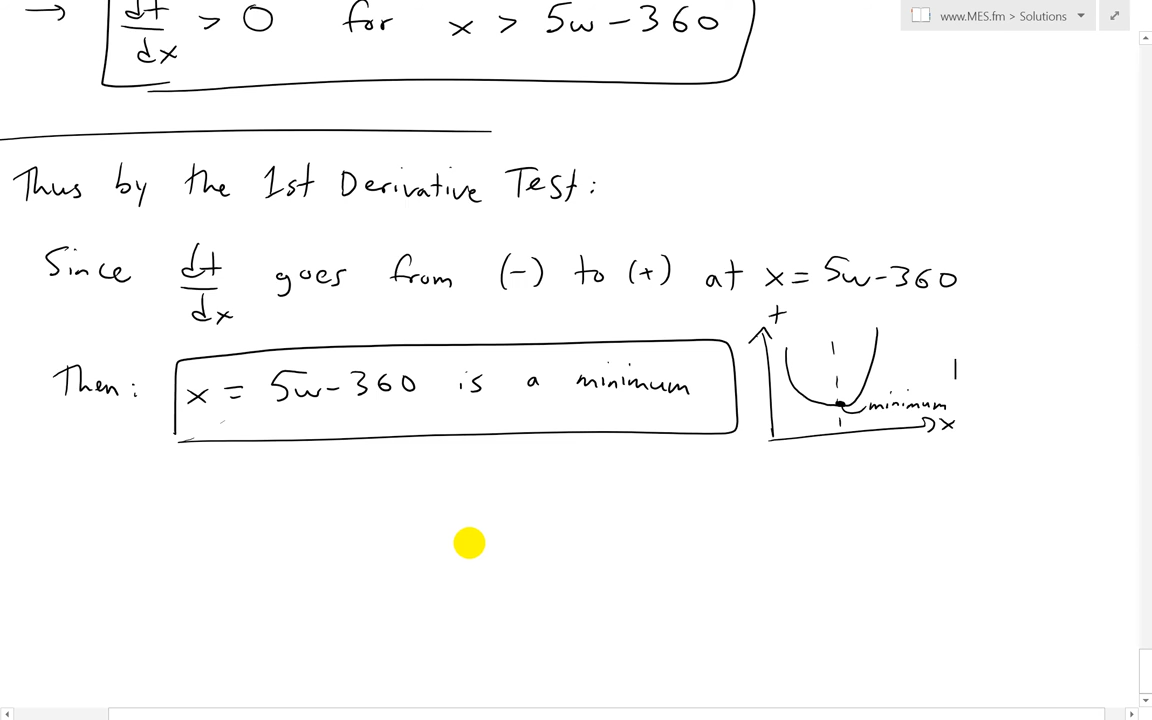 www.MES.fm > Solutions
→ dt/dx > 0 for x > 5w - 360
Thus by the 1st Derivative Test:
Since dt/dx goes from (-) to (+) at x = 5w - 360
Then: x = 5w - 360 is a minimum
t
minimum
x